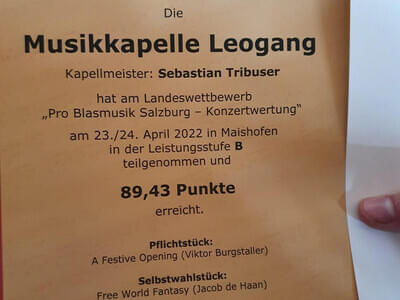 Die
Musikkapelle Leogang
Kapellmeister: Sebastian Tribuser
hat am Landeswettbewerb
„Pro Blasmusik Salzburg – Konzertwertung“
am 23./24. April 2022 in Maishofen
in der Leistungsstufe B
teilgenommen und
89,43 Punkte
erreicht.
Pflichtstück:
A Festive Opening (Viktor Burgstaller)
Selbstwahlstück:
Free World Fantasy (Jacob de Haan)